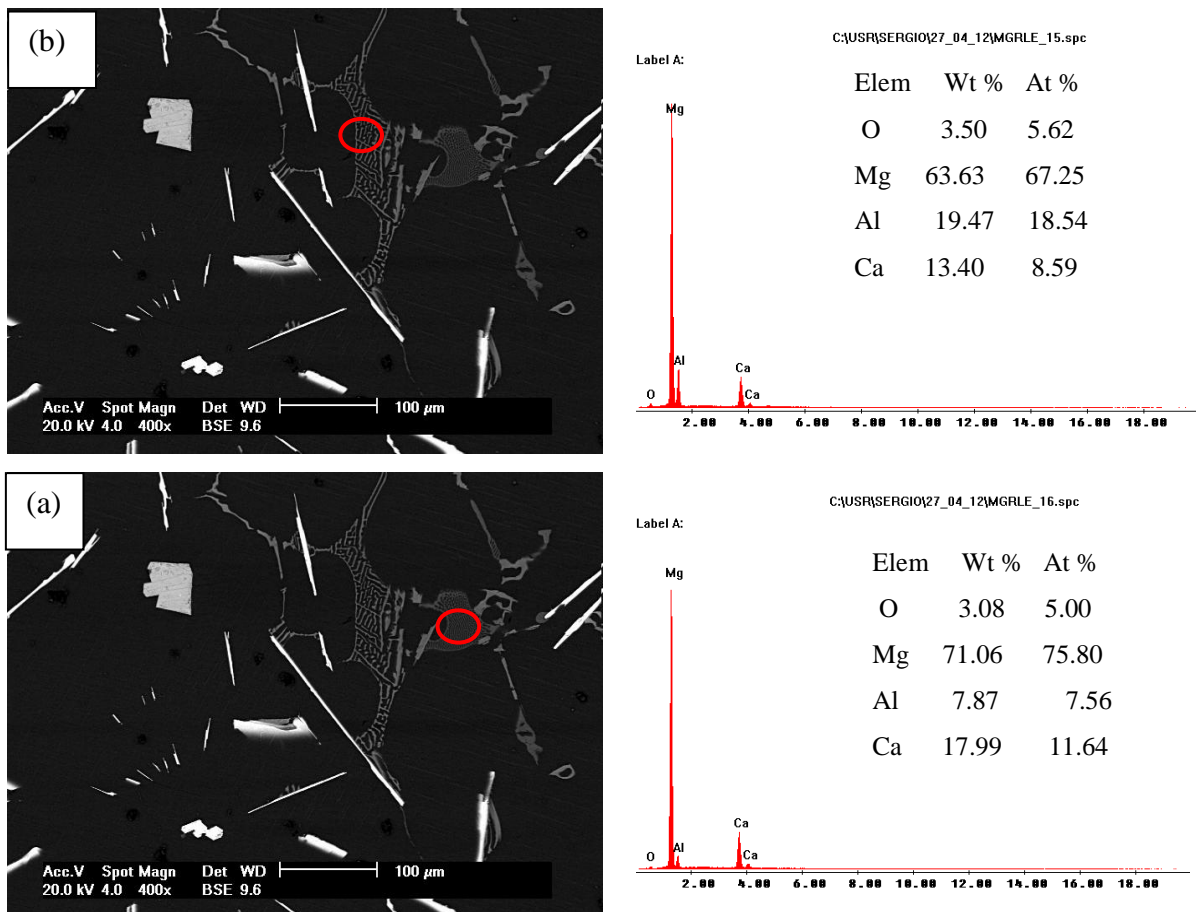 (b)
Acc.V Spot Magn Det WD 100 µm
20.0 kV 4.0 400x BSE 9.6
C:\USR\SERGIO\27_04_12\MGRLE_15.spc
Label A:
Elem Wt % At %
O 3.50 5.62
Mg 63.63 67.25
Al 19.47 18.54
Ca 13.40 8.59
Mg
Al
Ca
O
Ca
2.00 4.00 6.00 8.00 10.00 12.00 14.00 16.00 18.00
(a)
Acc.V Spot Magn Det WD 100 µm
20.0 kV 4.0 400x BSE 9.6
C:\USR\SERGIO\27_04_12\MGRLE_16.spc
Label A:
Elem Wt % At %
O 3.08 5.00
Mg 71.06 75.80
Al 7.87 7.56
Ca 17.99 11.64
Mg
Ca
Al
O
Ca
2.00 4.00 6.00 8.00 10.00 12.00 14.00 16.00 18.00